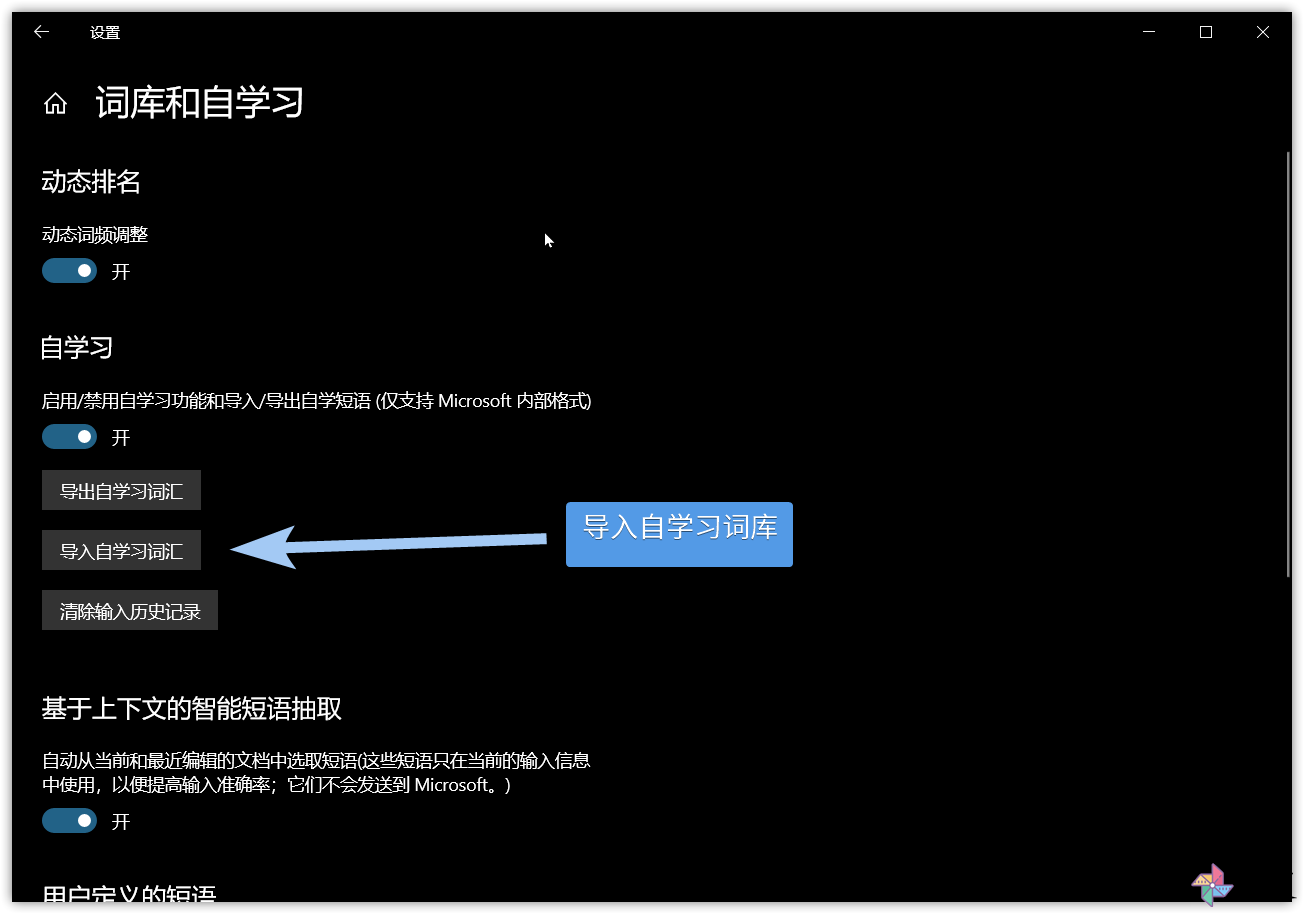 设置
词库和自学习
动态排名
动态词频调整
开
自学习
启用/禁用自学习功能和导入/导出自学短语 (仅支持 Microsoft 内部格式)
开
导出自学习词汇
导入自学习词汇
导入自学习词库
清除输入历史记录
基于上下文的智能短语抽取
自动从当前和最近编辑的文档中选取短语(这些短语只在当前的输入信息
中使用，以便提高输入准确率；它们不会发送到 Microsoft。)
开
用户定义的短语